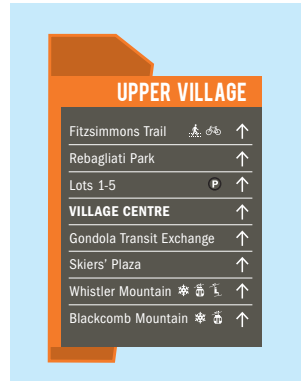 UPPER VILLAGE
Fitzsimmons Trail
Rebagliati Park
Lots 1-5 P
VILLAGE CENTRE
Gondola Transit Exchange
Skiers' Plaza
Whistler Mountain
Blackcomb Mountain